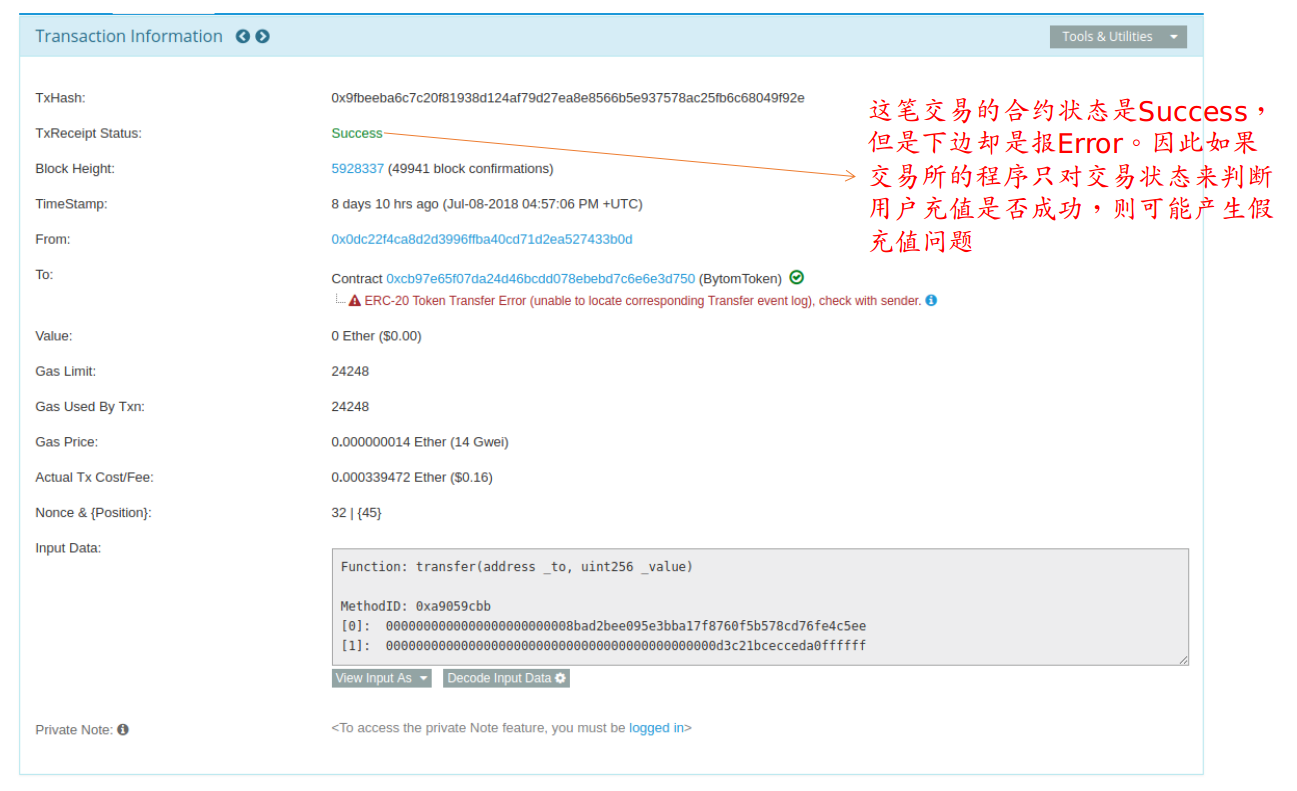 Transaction Information
Tools & Utilities
TxHash: 0x9fbeeba6c7c20f81938d124af79d27ea8e8566b5e937578ac25fb6c68049f92e
TxReceipt Status: Success
Block Height: 5928337 (49941 block confirmations)
TimeStamp: 8 days 10 hrs ago (Jul-08-2018 04:57:06 PM +UTC)
From: 0x0dc22f4ca8d2d3996ffba40cd71d2ea527433b0d
To: Contract 0xcb97e65f07da24d46bcdd078ebebd7c6e6e3d750 (BytomToken)
ERC-20 Token Transfer Error (unable to locate corresponding Transfer event log), check with sender.
Value: 0 Ether ($0.00)
Gas Limit: 24248
Gas Used By Txn: 24248
Gas Price: 0.000000014 Ether (14 Gwei)
Actual Tx Cost/Fee: 0.000339472 Ether ($0.16)
Nonce & {Position}: 32 | {45}
Input Data:
Function: transfer(address _to, uint256 _value)
MethodID: 0xa9059cbb
[0]: 0000000000000000000000008bad2bee095e3bba17f8760f5b578cd76fe4c5ee
[1]: 00000000000000000000000000000000000000000000d3c21bcecceda0ffffff
View Input As
Decode Input Data
Private Note: <To access the private Note feature, you must be logged in>
这笔交易的合约状态是Success，
但是下边却是报Error。因此如果
交易所的程序只对交易状态来判断
用户充值是否成功，则可能产生假
充值问题